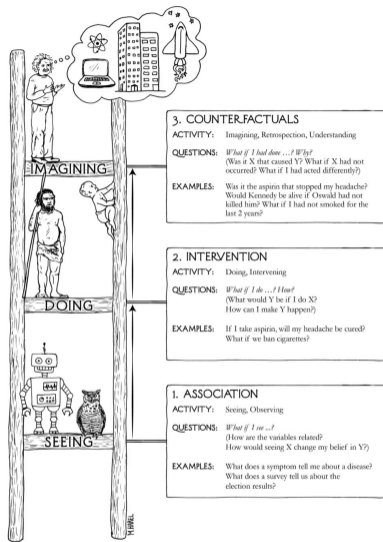 3. COUNTERFACTUALS
ACTIVITY: Imagining, Retrospection, Understanding
QUESTIONS: What if I had done …? Why?
(Was it X that caused Y? What if X had not
occurred? What if I had acted differently?)
EXAMPLES: Was it the aspirin that stopped my headache?
Would Kennedy be alive if Oswald had not
killed him? What if I had not smoked for the
last 2 years?
IMAGINING
2. INTERVENTION
ACTIVITY: Doing, Intervening
QUESTIONS: What if I do …? How?
(What would Y be if I do X?
How can I make Y happen?)
EXAMPLES: If I take aspirin, will my headache be cured?
What if we ban cigarettes?
DOING
1. ASSOCIATION
ACTIVITY: Seeing, Observing
QUESTIONS: What if I see ...?
(How are the variables related?
How would seeing X change my belief in Y?)
EXAMPLES: What does a symptom tell me about a disease?
What does a survey tell us about the
election results?
SEEING
M. HAREL